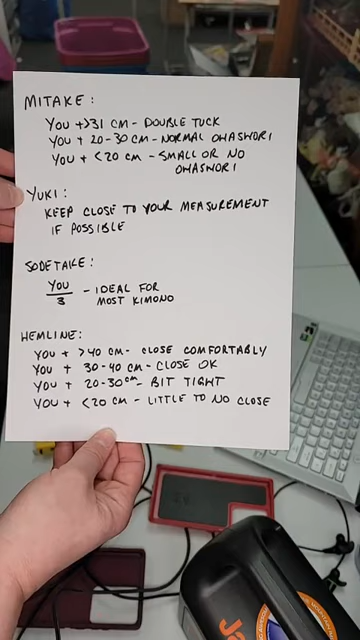 MITAKE:
YOU + >31 CM - DOUBLE TUCK
YOU + 20-30 CM - NORMAL OHASWORI
YOU + <20 CM - SMALL OR NO
OHASWORI
YUKI:
KEEP CLOSE TO YOUR MEASUREMENT
IF POSSIBLE
SODETAKE:
YOU
3
- IDEAL FOR
MOST KIMONO
HEMLINE:
YOU + >40 CM - CLOSE COMFORTABLY
YOU + 30-40 CM - CLOSE OK
YOU + 20-30 CM - BIT TIGHT
YOU + <20 CM - LITTLE TO NO CLOSE